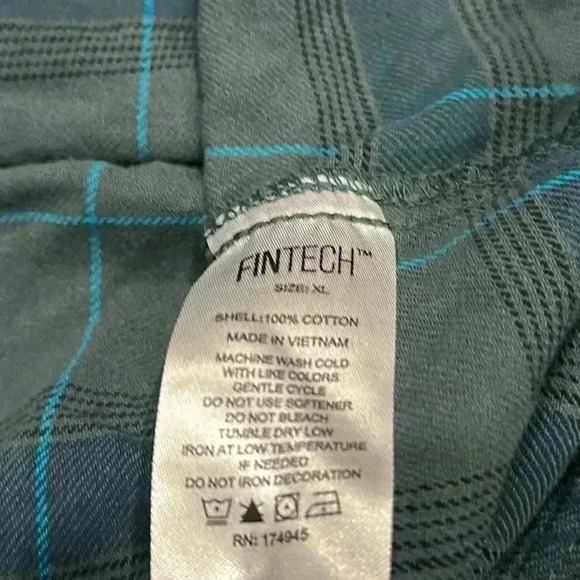 FINTECH™
SIZE: XL
SHELL:100% COTTON
MADE IN VIETNAM
MACHINE WASH COLD
WITH LIKE COLORS
GENTLE CYCLE
DO NOT USE SOFTENER
DO NOT BLEACH
TUMBLE DRY LOW
IRON AT LOW TEMPERATURE
IF NEEDED
DO NOT IRON DECORATION
RN: 174945